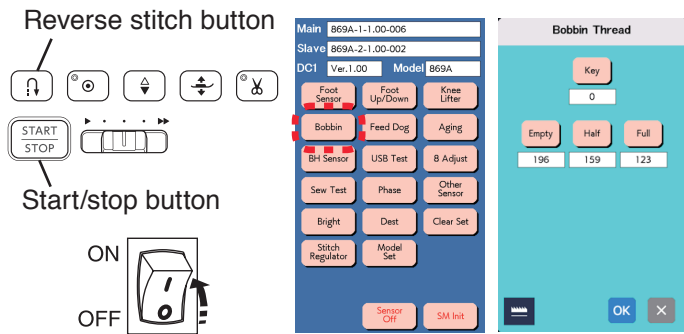 Reverse stitch button
START
STOP
Start/stop button
ON
OFF
Main 869A-1-1.00-006
Slave 869A-2-1.00-002
DC1 Ver.1.00 Model 869A
Foot Sensor
Foot Up/Down
Knee Lifter
Bobbin
Feed Dog
Aging
BH Sensor
USB Test
8 Adjust
Sew Test
Phase
Other Sensor
Bright
Dest
Clear Set
Stitch Regulator
Model Set
Sensor Off
SM Init
Bobbin Thread
Key
0
Empty Half Full
196 159 123
OK